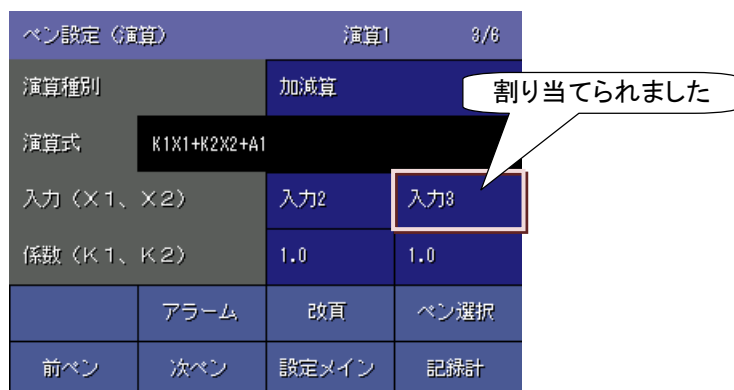 ペン設定（演算） 演算1 3/6
演算種別 加減算
割り当てられました
演算式 K1X1+K2X2+A1
入力（X1、X2） 入力2 入力3
係数（K1、K2） 1.0 1.0
アラーム 改頁 ペン選択
前ペン 次ペン 設定メイン 記録計